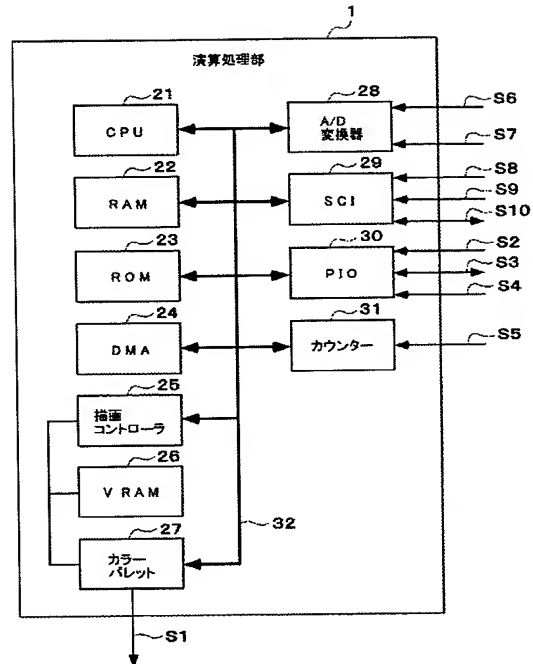 1
演算処理部
21
CPU
22
RAM
23
ROM
24
DMA
25
描画
コントローラ
26
VRAM
27
カラー
パレット
28
A/D
変換器
29
SCI
30
PIO
31
カウンター
32
S6
S7
S8
S9
S10
S2
S3
S4
S5
S1